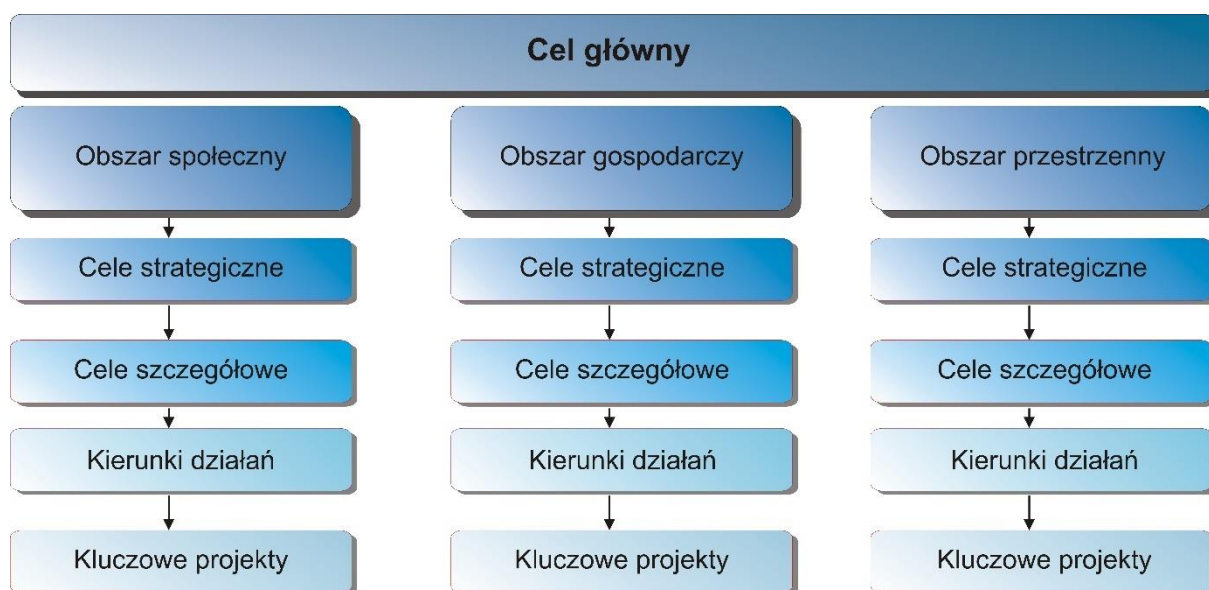 Cel główny
Obszar społeczny
Obszar gospodarczy
Obszar przestrzenny
Cele strategiczne
Cele strategiczne
Cele strategiczne
Cele szczegółowe
Cele szczegółowe
Cele szczegółowe
Kierunki działań
Kierunki działań
Kierunki działań
Kluczowe projekty
Kluczowe projekty
Kluczowe projekty